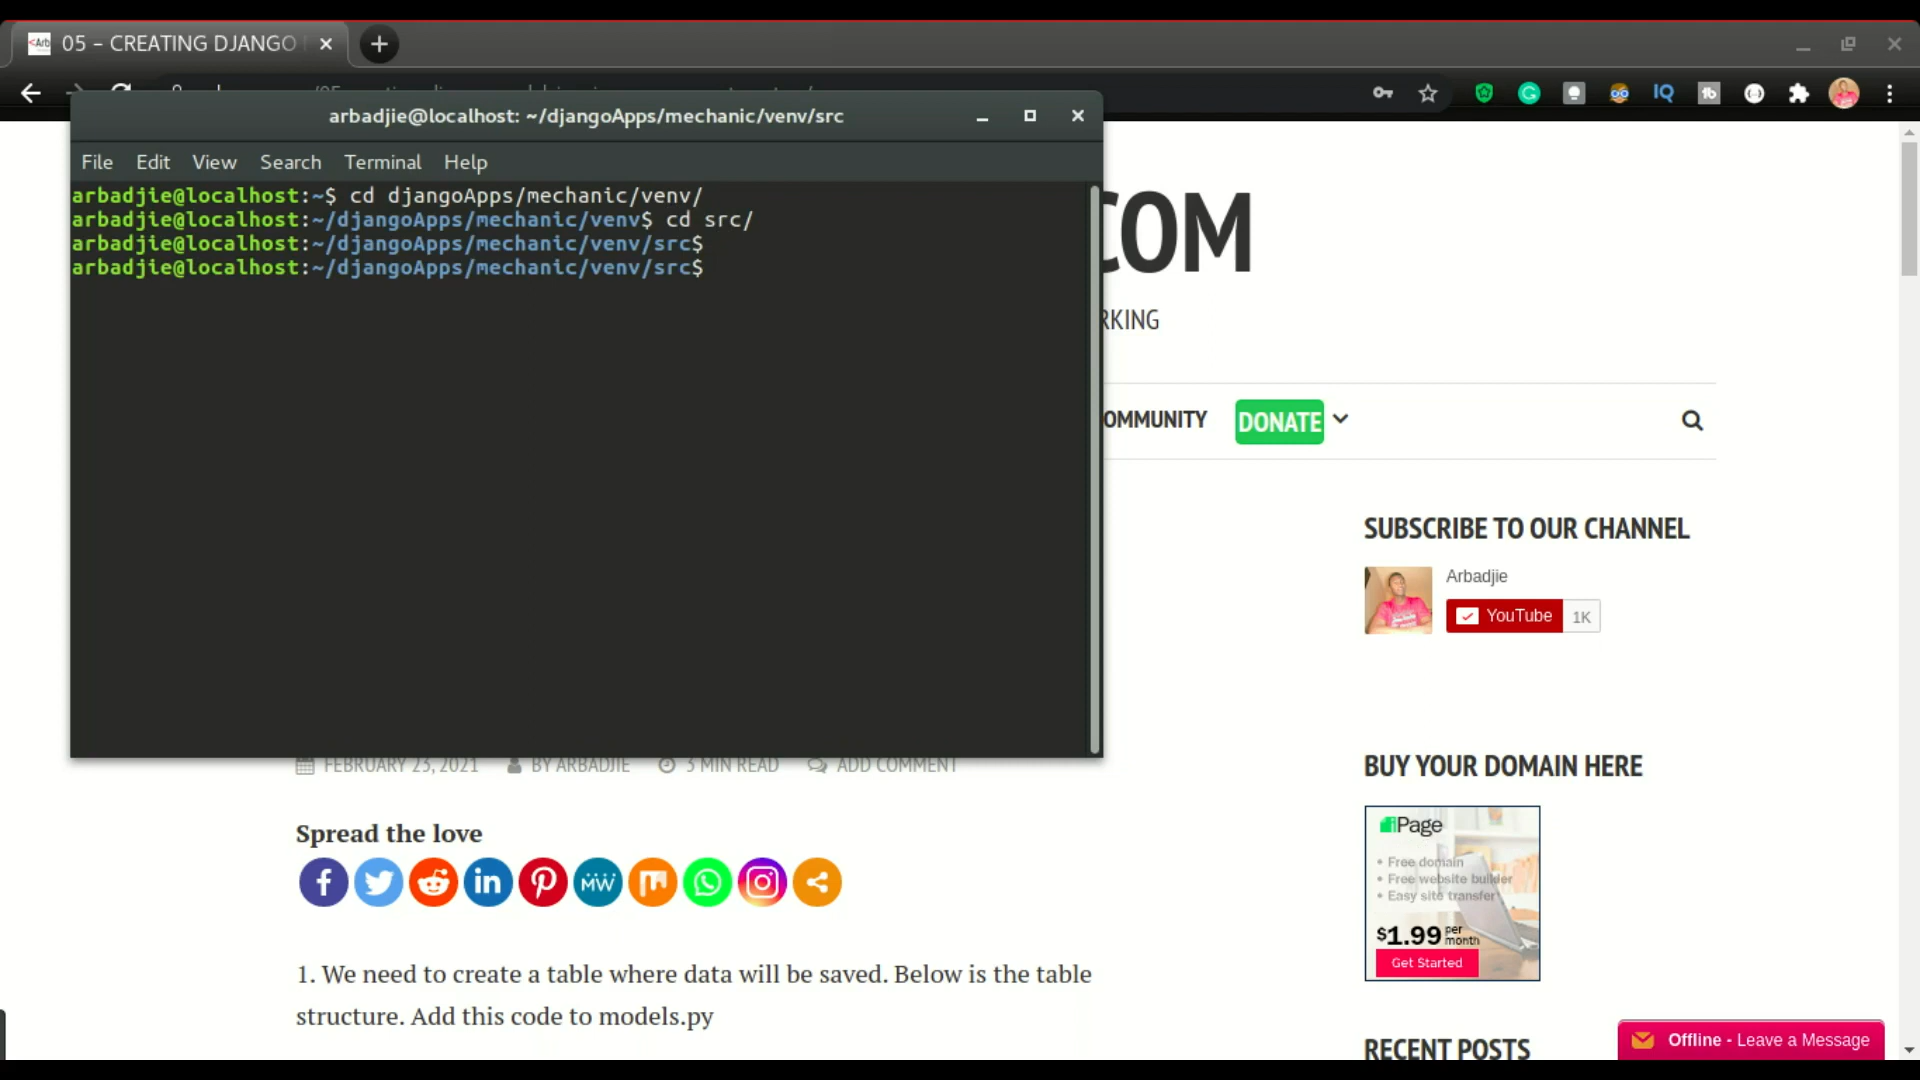 05 – CREATING DJANGO
arbadjie@localhost: ~/djangoApps/mechanic/venv/src
File Edit View Search Terminal Help
arbadjie@localhost:~$ cd djangoApps/mechanic/venv/
arbadjie@localhost:~/djangoApps/mechanic/venv$ cd src/
arbadjie@localhost:~/djangoApps/mechanic/venv/src$
arbadjie@localhost:~/djangoApps/mechanic/venv/src$
COM
RKING
OMMUNITY DONATE
SUBSCRIBE TO OUR CHANNEL
Arbadjie
YouTube 1K
FEBRUARY 23, 2021 BY ARBADJIE 3 MIN READ ADD COMMENT
BUY YOUR DOMAIN HERE
iPage
• Free domain
• Free website builder
• Easy site transfer
$1.99 per month
Get Started
Spread the love
1. We need to create a table where data will be saved. Below is the table
structure. Add this code to models.py
RECENT POSTS
Offline - Leave a Message